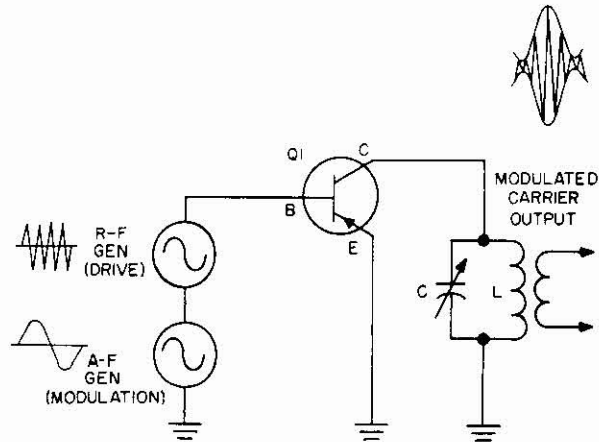 Q1
C
B
E
MODULATED
CARRIER
OUTPUT
R-F
GEN
(DRIVE)
C
L
A-F
GEN
(MODULATION)